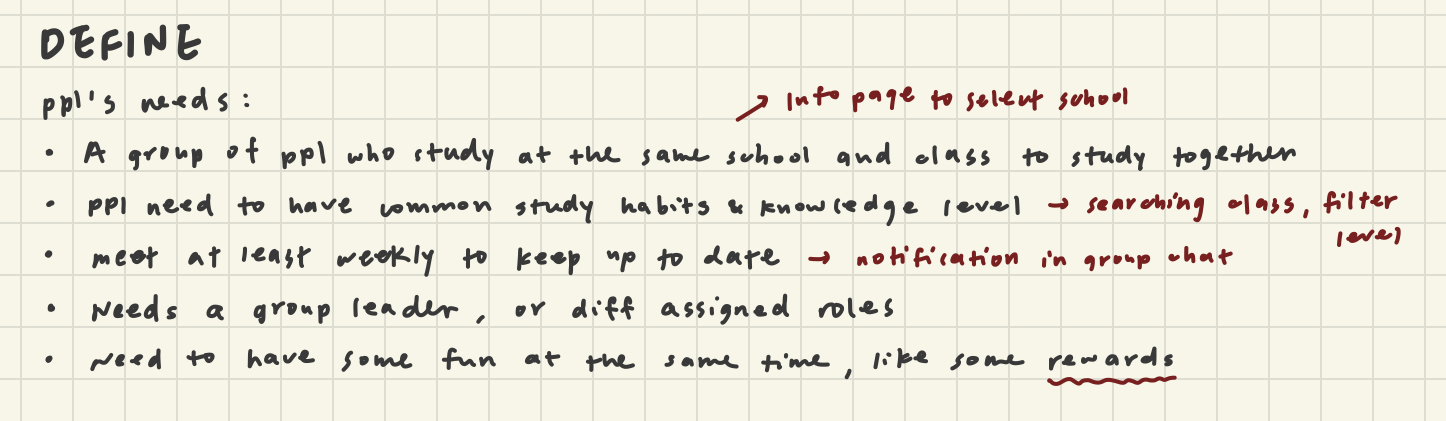 DEFINE
ppl's needs:
→ Info page to select school
• A group of ppl who study at the same school and class to study together
• ppl need to have common study habits & knowledge level → searching class, filter
level
• meet at least weekly to keep up to date → notification in group chat
• Needs a group leader, or diff assigned roles
• Need to have some fun at the same time, like some rewards